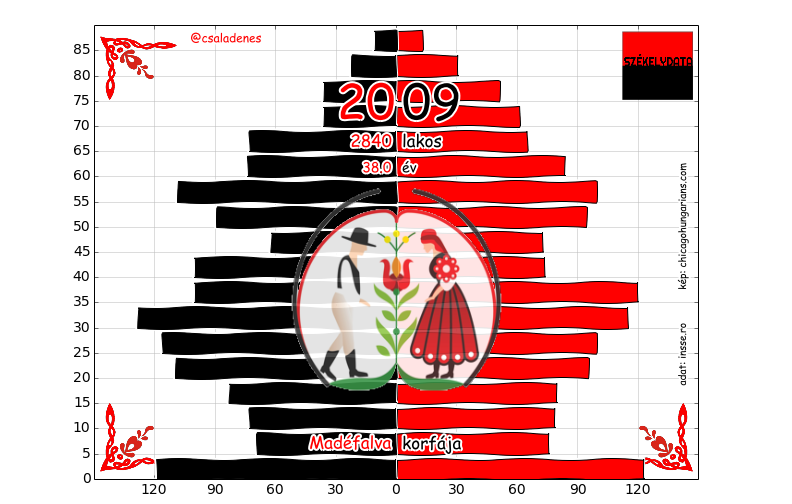 @csaladenes
SZÉKELYDATA
2009
2840 lakos
38.0 év
Madéfalva korfája
kép: chicagohungarians.com
adat: insse.ro
85
80
75
70
65
60
55
50
45
40
35
30
25
20
15
10
5
0
120 90 60 30 0 30 60 90 120